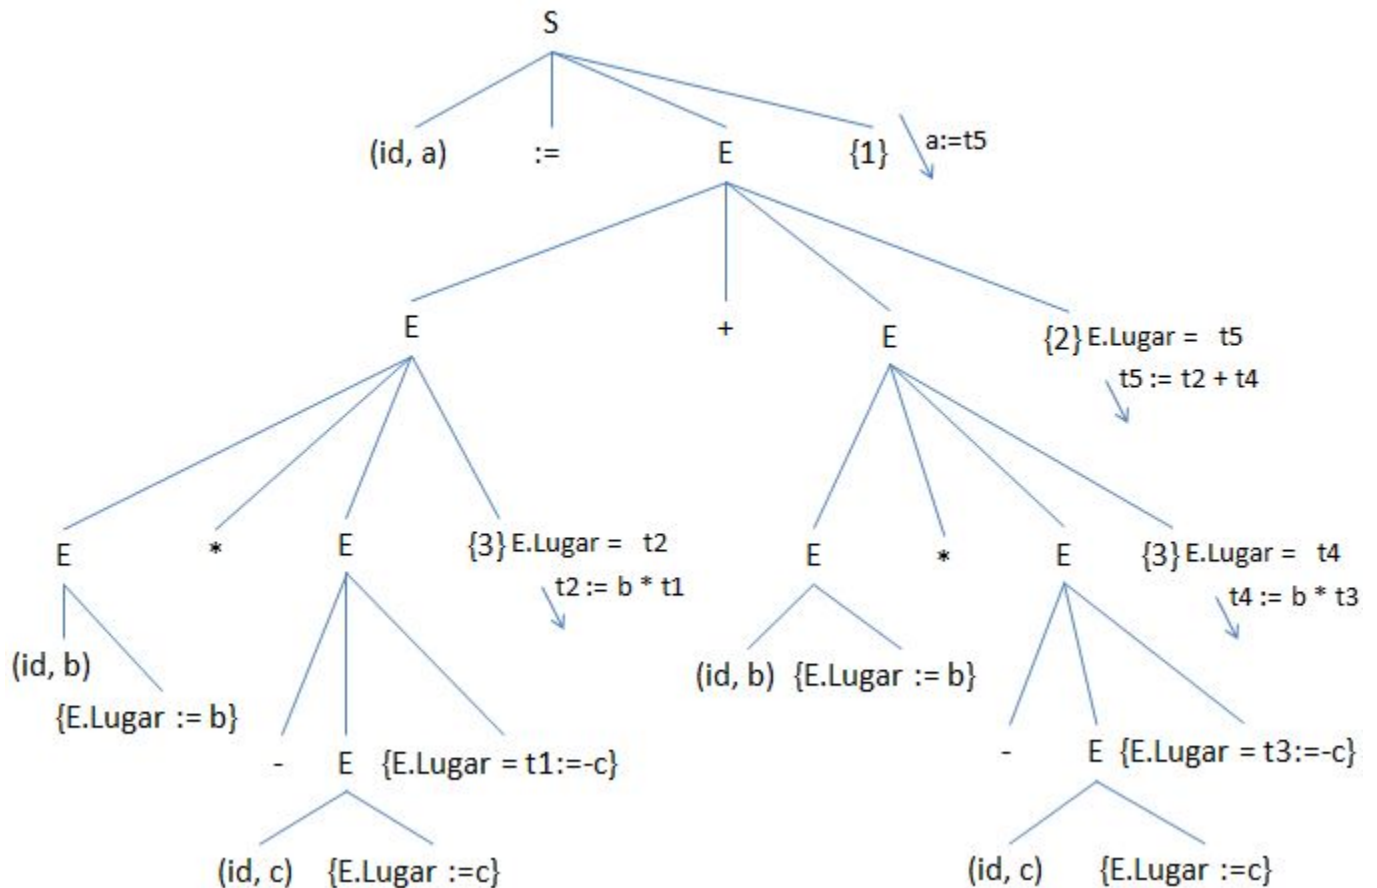 S
(id, a) := E {1} a:=t5
E + E {2} E.Lugar = t5
t5 := t2 + t4
E * E {3} E.Lugar = t2 E * E {3} E.Lugar = t4
t2 := b * t1 t4 := b * t3
(id, b) (id, b) {E.Lugar := b}
{E.Lugar := b}
- E {E.Lugar = t1:=-c} - E {E.Lugar = t3:=-c}
(id, c) {E.Lugar :=c} (id, c) {E.Lugar :=c}